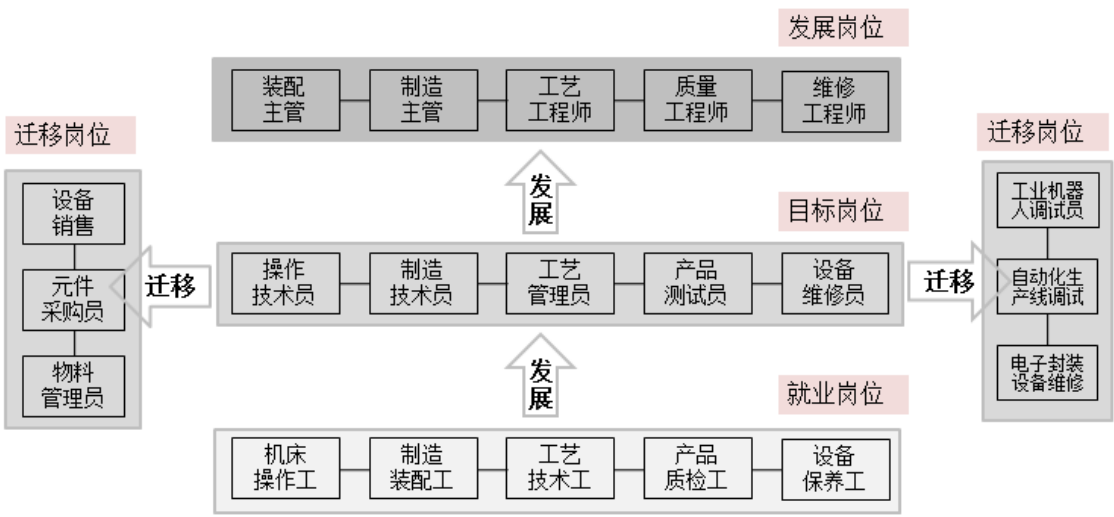 发展岗位
装配
主管
制造
主管
工艺
工程师
质量
工程师
维修
工程师
迁移岗位
设备
销售
元件
采购员
物料
管理员
迁移
发
展
目标岗位
操作
技术员
制造
技术员
工艺
管理员
产品
测试员
设备
维修员
迁移
迁移岗位
工业机器
人调试员
自动化生
产线调试
电子封装
设备维修
发
展
就业岗位
机床
操作工
制造
装配工
工艺
技术工
产品
质检工
设备
保养工